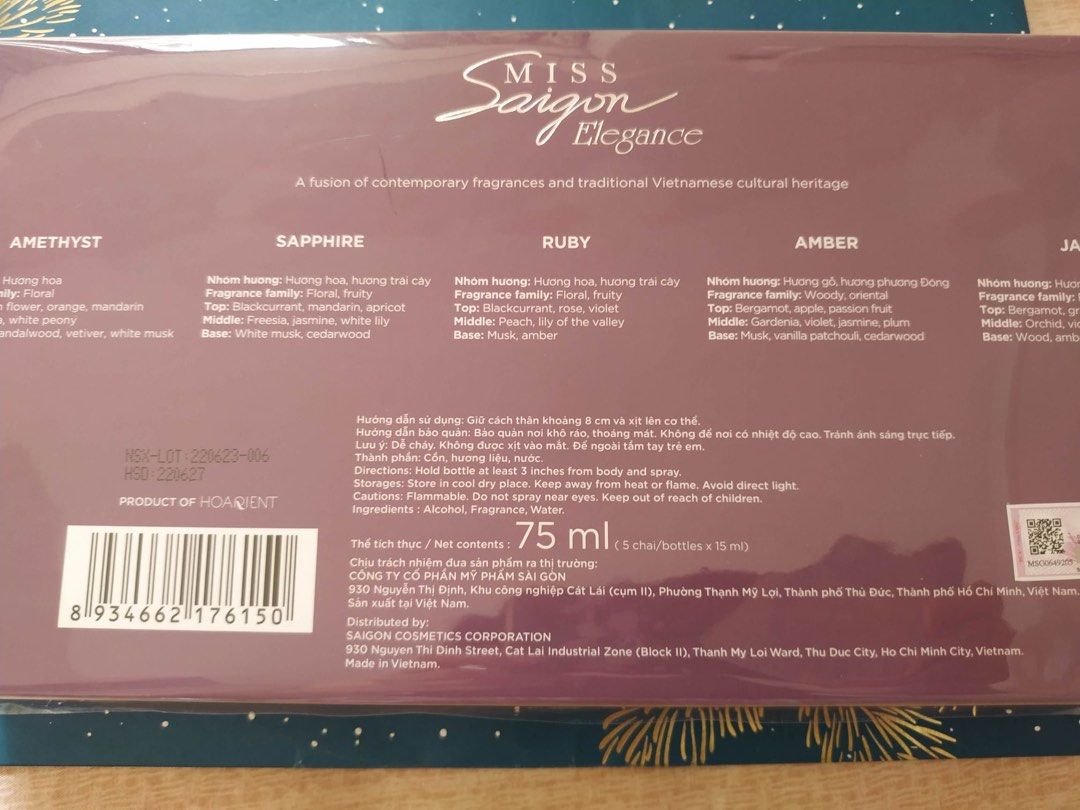 MISS
Saigon
Elegance
A fusion of contemporary fragrances and traditional Vietnamese cultural heritage
AMETHYST
Hương hoa
Floral
flower, orange, mandarin
white peony
sandalwood, vetiver, white musk
SAPPHIRE
Nhóm hương: Hương hoa, hương trái cây
Fragrance family: Floral, fruity
Top: Blackcurrant, mandarin, apricot
Middle: Freesia, jasmine, white lily
Base: White musk, cedarwood
RUBY
Nhóm hương: Hương hoa, hương trái cây
Fragrance family: Floral, fruity
Top: Blackcurrant, rose, violet
Middle: Peach, lily of the valley
Base: Musk, amber
AMBER
Nhóm hương: Hương gỗ, hương phương Đông
Fragrance family: Woody, oriental
Top: Bergamot, apple, passion fruit
Middle: Gardenia, violet, jasmine, plum
Base: Musk, vanilla patchouli, cedarwood
JA
Nhóm hương:
Fragrance family:
Top: Bergamot,
Middle: Orchid,
Base: Wood,
Hướng dẫn sử dụng: Giữ cách thân khoảng 8 cm và xịt lên cơ thể.
Hướng dẫn bảo quản: Bảo quản nơi khô ráo, thoáng mát. Không để nơi có nhiệt độ cao. Tránh ánh sáng trực tiếp.
Lưu ý: Dễ cháy. Không được xịt vào mắt. Để ngoài tầm tay trẻ em.
Thành phần: Cồn, hương liệu, nước.
Directions: Hold bottle at least 3 inches from body and spray.
Storages: Store in cool dry place. Keep away from heat or flame. Avoid direct light.
Cautions: Flammable. Do not spray near eyes. Keep out of reach of children.
Ingredients : Alcohol, Fragrance, Water.
NSX-LOT: 220623-006
HSD: 220627
PRODUCT OF HOARIENT
8 934662 176150
Thể tích thực / Net contents : 75 ml ( 5 chai/bottles x 15 ml)
Chịu trách nhiệm đưa sản phẩm ra thị trường:
CÔNG TY CỔ PHẦN MỸ PHẨM SÀI GÒN
930 Nguyễn Thị Định, Khu công nghiệp Cát Lái (cụm II), Phường Thạnh Mỹ Lợi, Thành phố Thủ Đức, Thành phố Hồ Chí Minh, Việt Nam.
Sản xuất tại Việt Nam.
Distributed by:
SAIGON COSMETICS CORPORATION
930 Nguyen Thi Dinh Street, Cat Lai Industrial Zone (Block II), Thanh My Loi Ward, Thu Duc City, Ho Chi Minh City, Vietnam.
Made in Vietnam.
MSG0649205